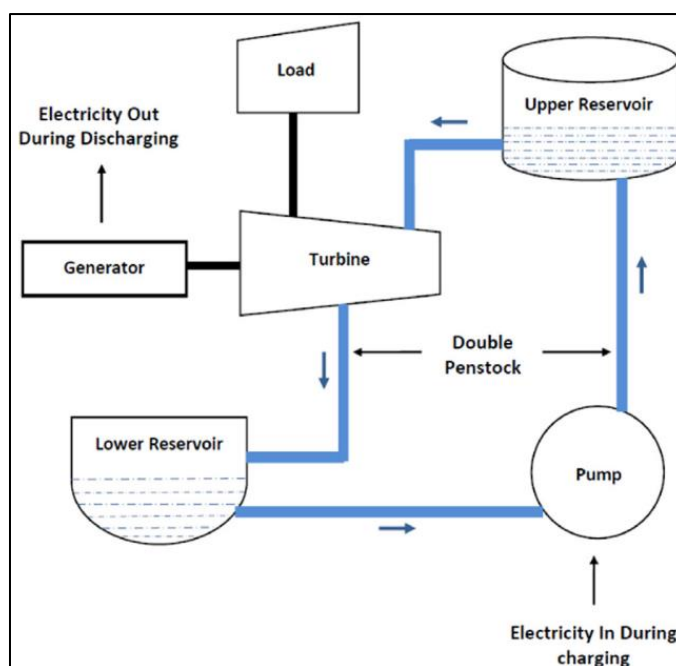 Load
Upper Reservoir
Electricity Out
During Discharging
Generator
Turbine
Double
Penstock
Lower Reservoir
Pump
Electricity In During
charging